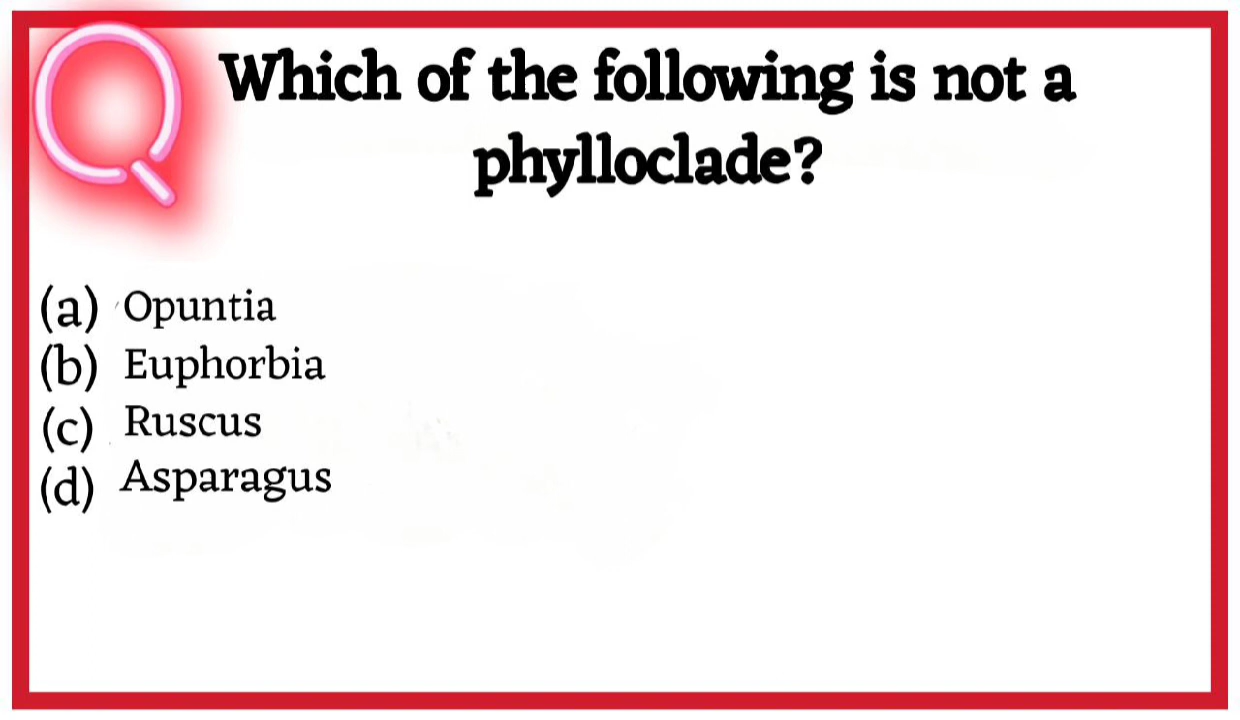 Q
Which of the following is not a
phylloclade?
(a) Opuntia
(b) Euphorbia
(c) Ruscus
(d) Asparagus